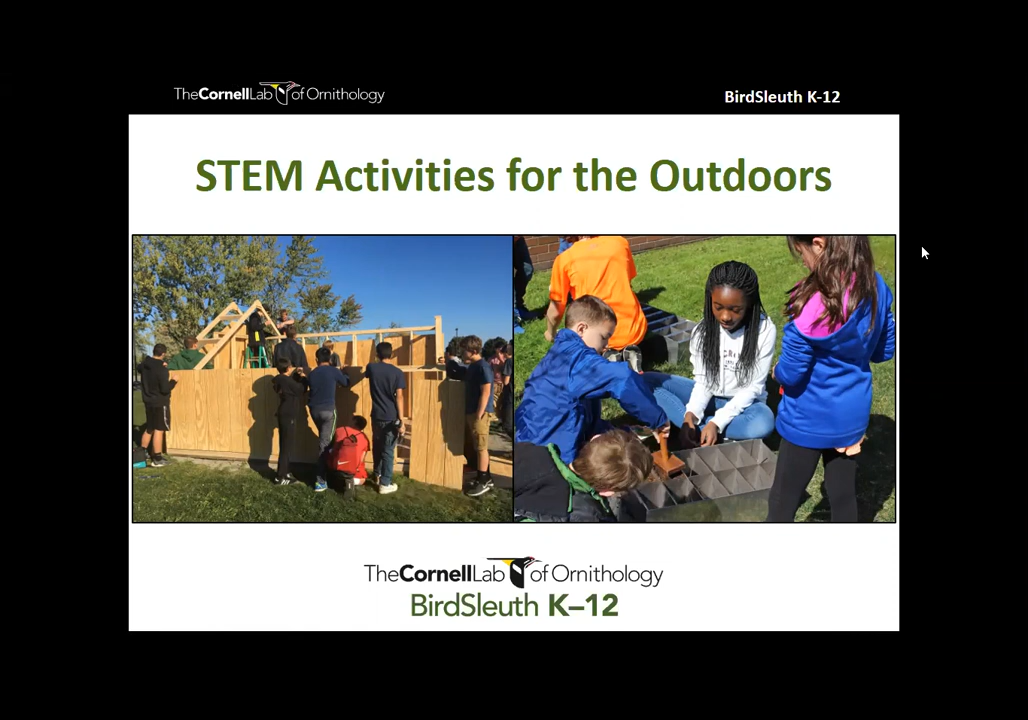 TheCornellLab of Ornithology
BirdSleuth K-12
STEM Activities for the Outdoors
TheCornellLab of Ornithology
BirdSleuth K–12